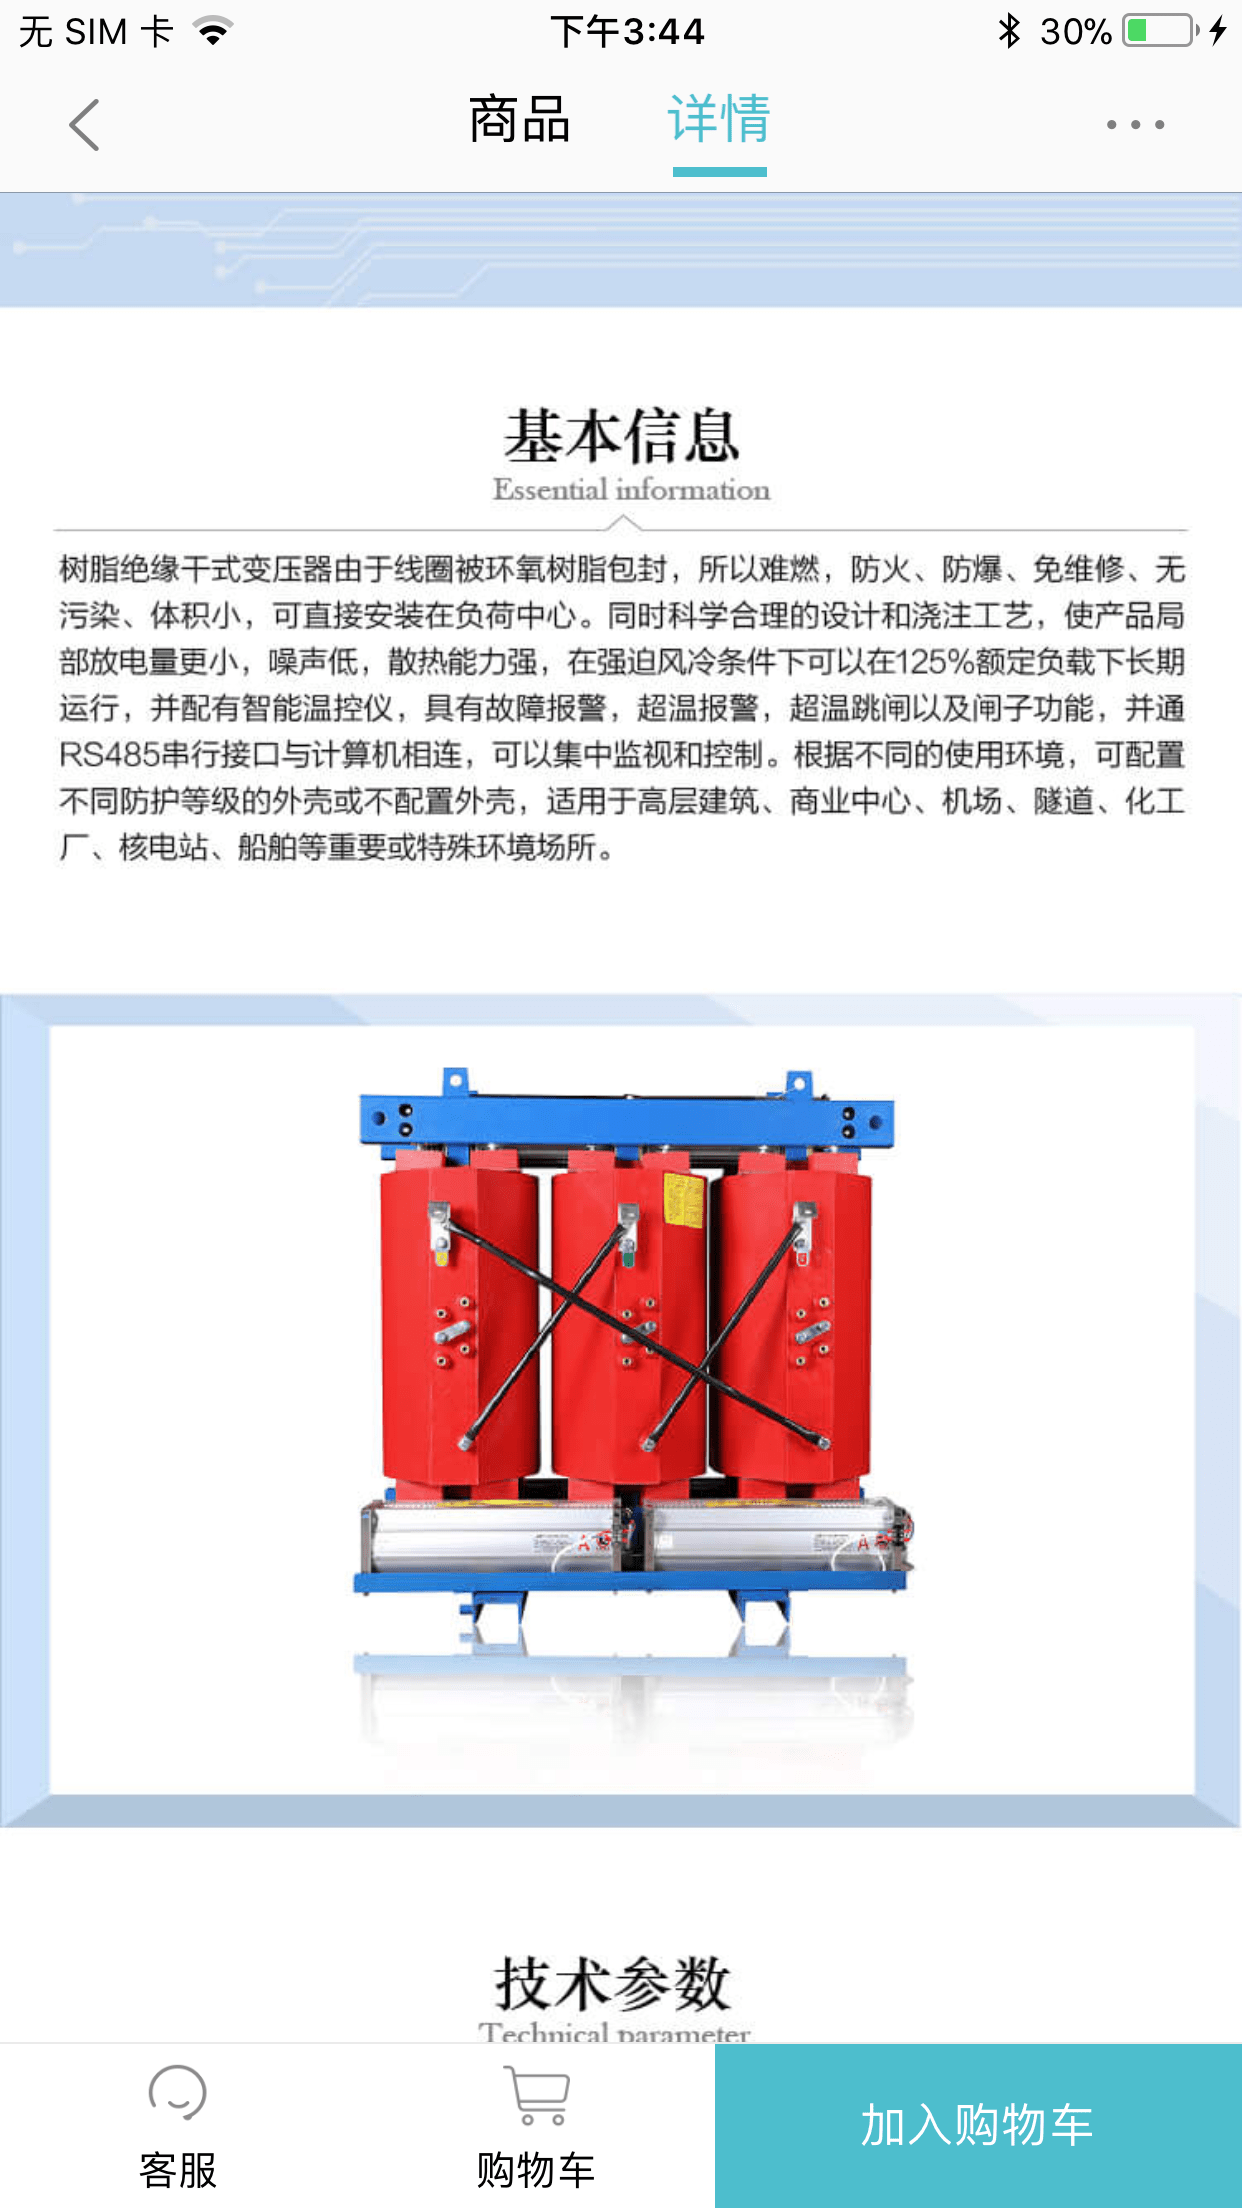 无 SIM 卡
下午3:44
30%
商品
详情
基本信息
Essential information
树脂绝缘干式变压器由于线圈被环氧树脂包封，所以难燃，防火、防爆、免维修、无
污染、体积小，可直接安装在负荷中心。同时科学合理的设计和浇注工艺，使产品局
部放电量更小，噪声低，散热能力强，在强迫风冷条件下可以在125%额定负载下长期
运行，并配有智能温控仪，具有故障报警，超温报警，超温跳闸以及闸子功能，并通
RS485串行接口与计算机相连，可以集中监视和控制。根据不同的使用环境，可配置
不同防护等级的外壳或不配置外壳，适用于高层建筑、商业中心、机场、隧道、化工
厂、核电站、船舶等重要或特殊环境场所。
技术参数
Technical parameter
客服
购物车
加入购物车